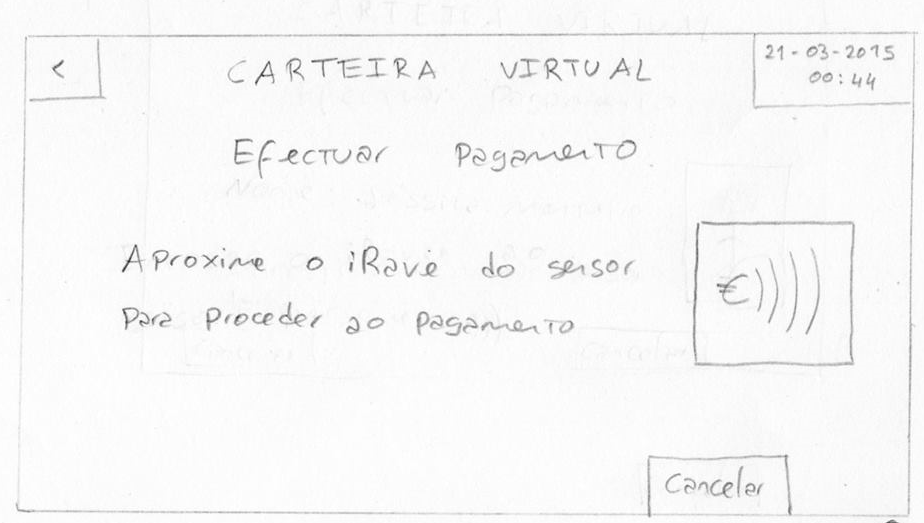 <
CARTEIRA VIRTUAL
21-03-2015
00:44
Efectuar Pagamento
Aproxime o iRave do sensor
para proceder ao pagamento
€
Cancelar